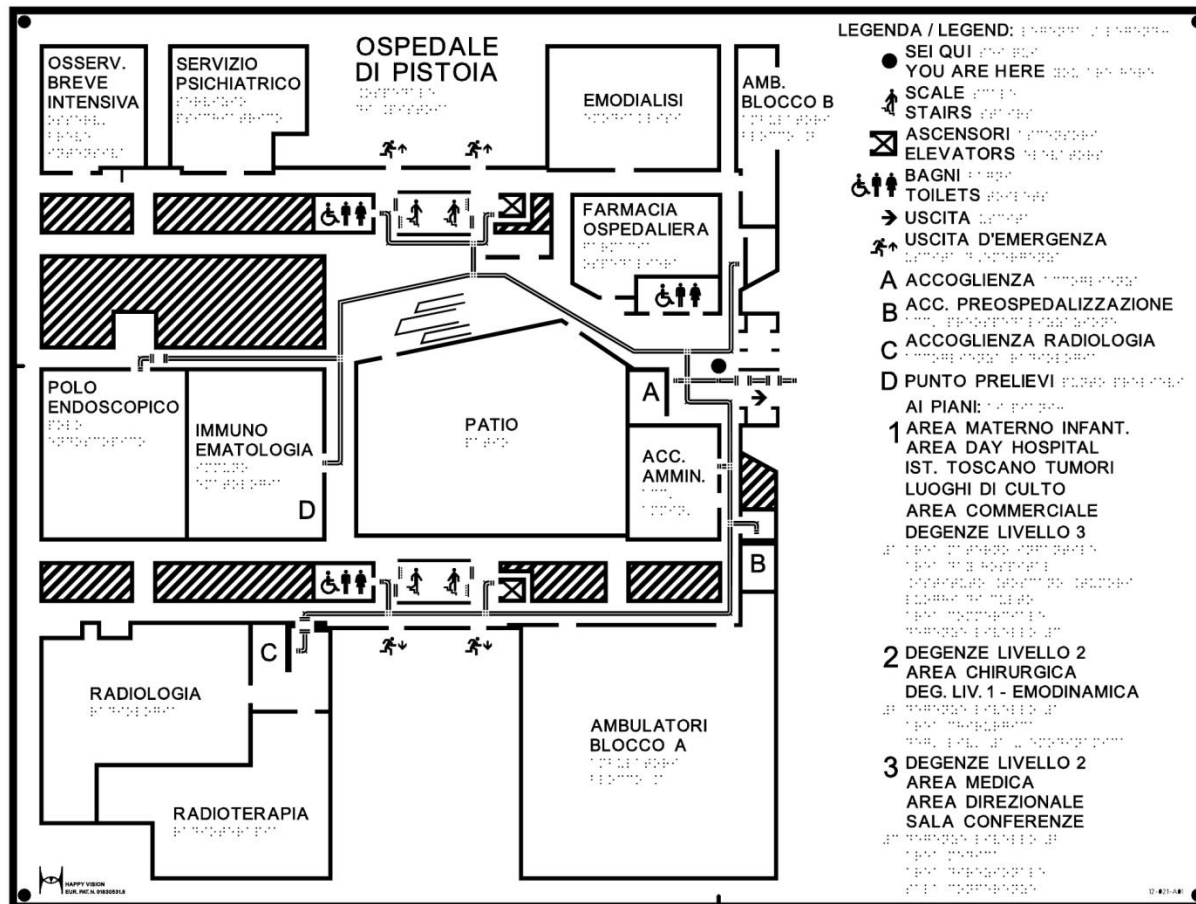 OSPEDALE
DI PISTOIA
OSSERV.
BREVE
INTENSIVA
SERVIZIO
PSICHIATRICO
EMODIALISI
AMB.
BLOCCO B
FARMACIA
OSPEDALIERA
POLO
ENDOSCOPICO
IMMUNO
EMATOLOGIA
D
PATIO
A
ACC.
AMMIN.
B
C
RADIOLOGIA
RADIOTERAPIA
AMBULATORI
BLOCCO A
HAPPY VISION
EUR. PAT. N. 01830531.6
LEGENDA / LEGEND:
SEI QUI
YOU ARE HERE
SCALE
STAIRS
ASCENSORI
ELEVATORS
BAGNI
TOILETS
USCITA
USCITA D'EMERGENZA
A ACCOGLIENZA
B ACC. PREOSPEDALIZZAZIONE
C ACCOGLIENZA RADIOLOGIA
D PUNTO PRELIEVI
AI PIANI:
1 AREA MATERNO INFANT.
AREA DAY HOSPITAL
IST. TOSCANO TUMORI
LUOGHI DI CULTO
AREA COMMERCIALE
DEGENZE LIVELLO 3
2 DEGENZE LIVELLO 2
AREA CHIRURGICA
DEG. LIV. 1 - EMODINAMICA
3 DEGENZE LIVELLO 2
AREA MEDICA
AREA DIREZIONALE
SALA CONFERENZE